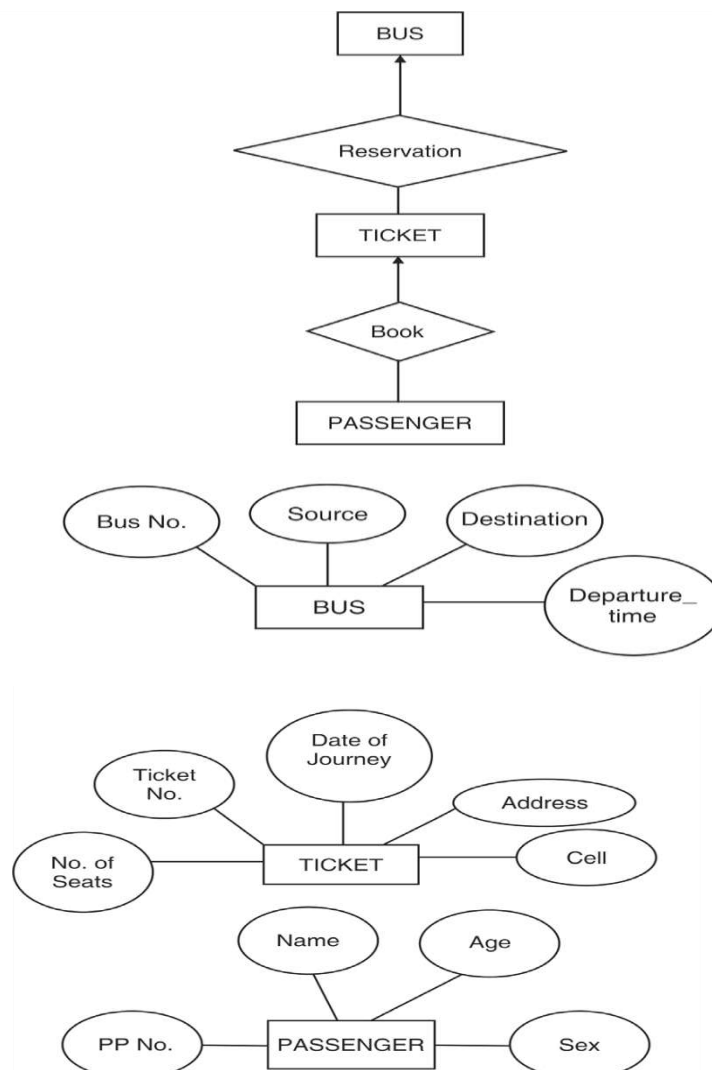 BUS
Reservation
TICKET
Book
PASSENGER
Bus No.
Source
Destination
BUS
Departure_
time
Date of
Journey
Ticket
No.
Address
No. of
Seats
TICKET
Cell
Name
Age
PP No.
PASSENGER
Sex